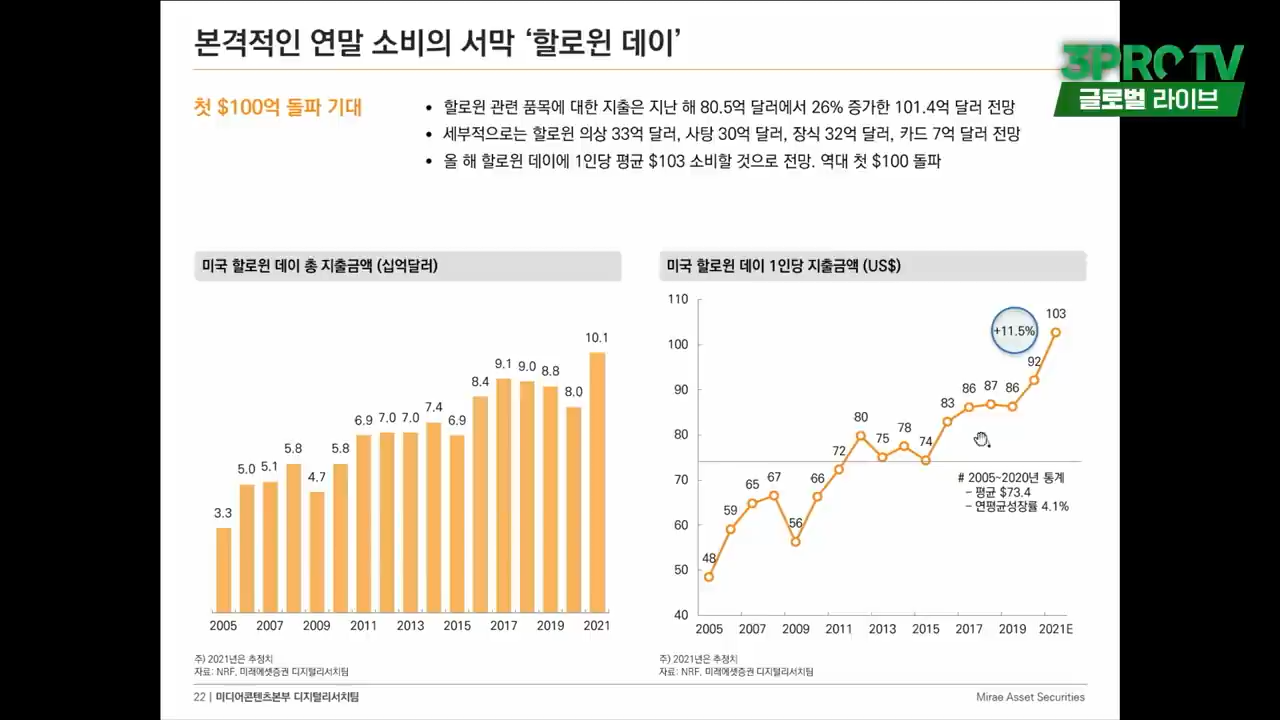 본격적인 연말 소비의 서막 ‘할로윈 데이’
3PRO TV
글로벌 라이브
첫 $100억 돌파 기대
• 할로윈 관련 품목에 대한 지출은 지난 해 80.5억 달러에서 26% 증가한 101.4억 달러 전망
• 세부적으로는 할로윈 의상 33억 달러, 사탕 30억 달러, 장식 32억 달러, 카드 7억 달러 전망
• 올 해 할로윈 데이에 1인당 평균 $103 소비할 것으로 전망. 역대 첫 $100 돌파
미국 할로윈 데이 총 지출금액 (십억달러)
3.3 5.0 5.1 5.8 4.7 5.8 6.9 7.0 7.0 7.4 6.9 8.4 9.1 9.0 8.8 8.0 10.1
2005 2007 2009 2011 2013 2015 2017 2019 2021
주) 2021년은 추정치
자료: NRF, 미래에셋증권 디지털리서치팀
미국 할로윈 데이 1인당 지출금액 (US$)
110
100
90
80
70
60
50
40
48 59 65 67 56 66 72 80 75 78 74 83 86 87 86 92 103
+11.5%
# 2005~2020년 통계
- 평균 $73.4
- 연평균성장률 4.1%
2005 2007 2009 2011 2013 2015 2017 2019 2021E
주) 2021년은 추정치
자료: NRF, 미래에셋증권 디지털리서치팀
22 | 미디어콘텐츠본부 디지털리서치팀
Mirae Asset Securities